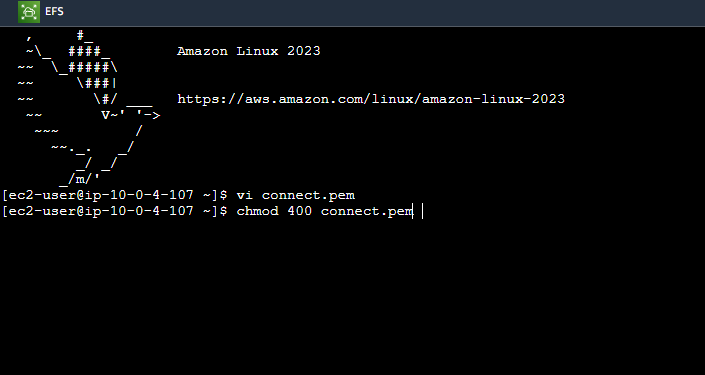 EFS
   ,     #_
   ~\_  ####_        Amazon Linux 2023
  ~~  \_#####\
  ~~     \###|
  ~~       \#/ ___   https://aws.amazon.com/linux/amazon-linux-2023
   ~~       V~' '->
    ~~~         /
      ~~._.   _/
         _/ _/
       _/m/'
[ec2-user@ip-10-0-4-107 ~]$ vi connect.pem
[ec2-user@ip-10-0-4-107 ~]$ chmod 400 connect.pem